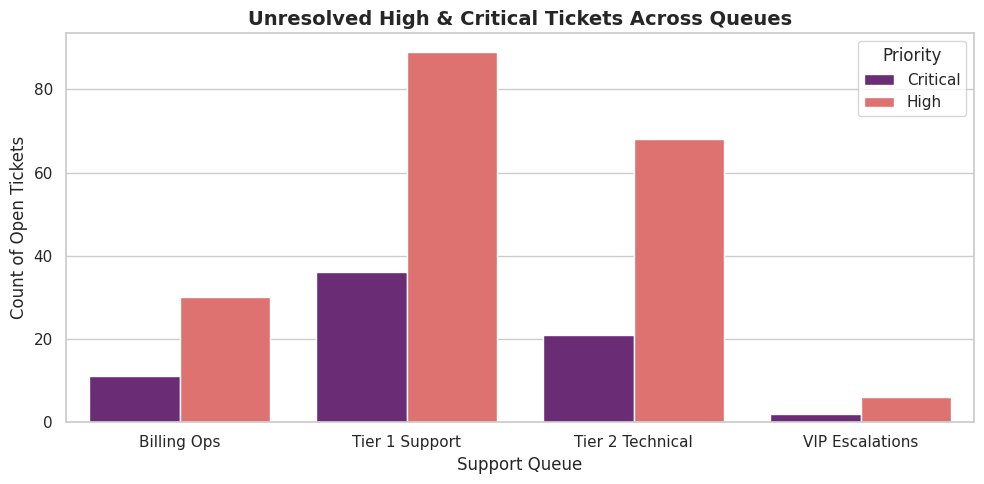 Unresolved High & Critical Tickets Across Queues
Priority
Critical
High
Count of Open Tickets
80
60
40
20
0
Billing Ops
Tier 1 Support
Tier 2 Technical
VIP Escalations
Support Queue